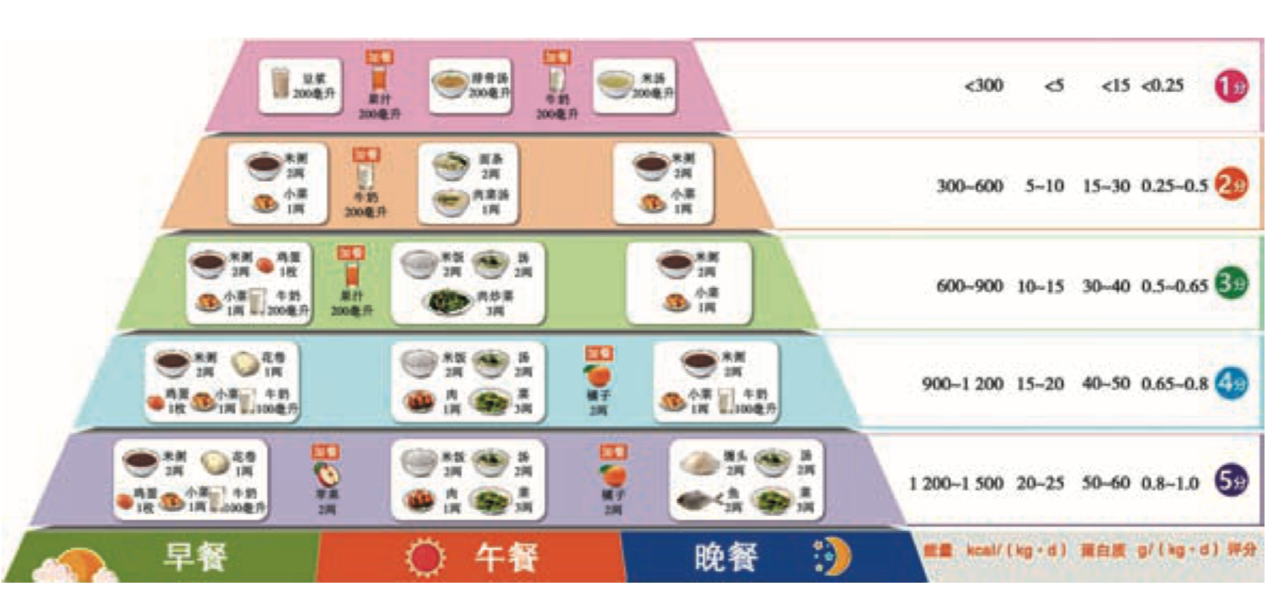 豆浆
200毫升
加餐
果汁
200毫升
排骨汤
200毫升
加餐
牛奶
200毫升
米汤
200毫升
<300 <5 <15 <0.25 1分
米粥
2两
小菜
1两
加餐
牛奶
200毫升
面条
2两
肉菜汤
1两
米粥
2两
小菜
1两
300~600 5~10 15~30 0.25~0.5 2分
米粥
2两
鸡蛋
1枚
小菜
1两
牛奶
200毫升
加餐
果汁
200毫升
米饭
2两
汤
2两
肉炒菜
3两
米粥
2两
小菜
1两
600~900 10~15 30~40 0.5~0.65 3分
米粥
2两
花卷
2两
鸡蛋
1枚
小菜
1两
牛奶
100毫升
米饭
2两
汤
2两
肉
1两
菜
3两
加餐
橘子
2两
米粥
2两
小菜
1两
牛奶
100毫升
900~1 200 15~20 40~50 0.65~0.8 4分
米粥
2两
花卷
1两
鸡蛋
1枚
小菜
1两
牛奶
加餐
苹果
2两
米饭
2两
汤
2两
肉
1两
菜
3两
加餐
橘子
2两
馒头
2两
汤
2两
鱼
2两
菜
3两
1 200~1 500 20~25 50~60 0.8~1.0 5分
早餐 午餐 晚餐
能量 kcal/(kg·d) 蛋白质 g/(kg·d) 评分